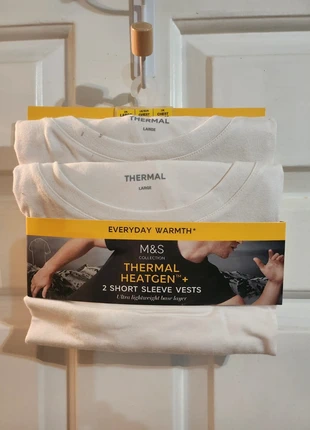 THERMAL
LARGE
THERMAL
LARGE
EVERYDAY WARMTH*
M&S
COLLECTION
THERMAL
HEATGEN™+
2 SHORT SLEEVE VESTS
Ultra lightweight base layer